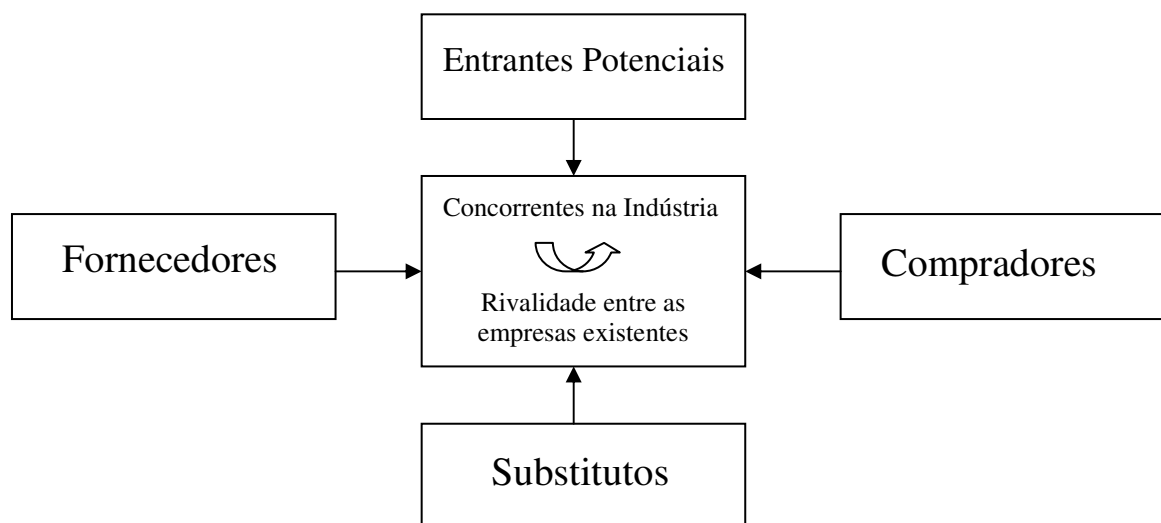 Entrantes Potenciais
Concorrentes na Indústria
Fornecedores
Compradores
Rivalidade entre as
empresas existentes
Substitutos